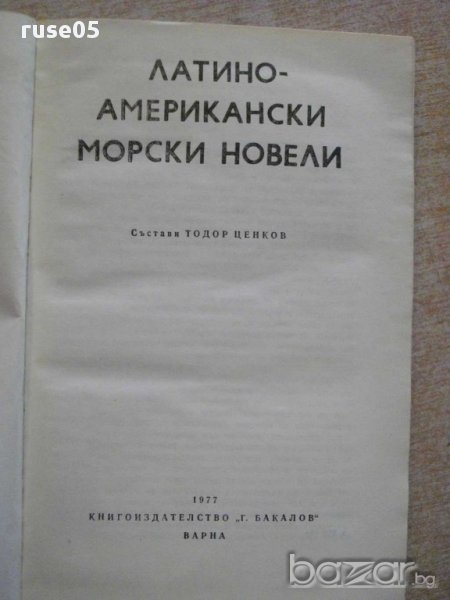 ruse05
ЛАТИНО-
АМЕРИКАНСКИ
МОРСКИ НОВЕЛИ
Състави ТОДОР ЦЕНКОВ
1977
КНИГОИЗДАТЕЛСТВО „Г. БАКАЛОВ“
ВАРНА
bazar.bg